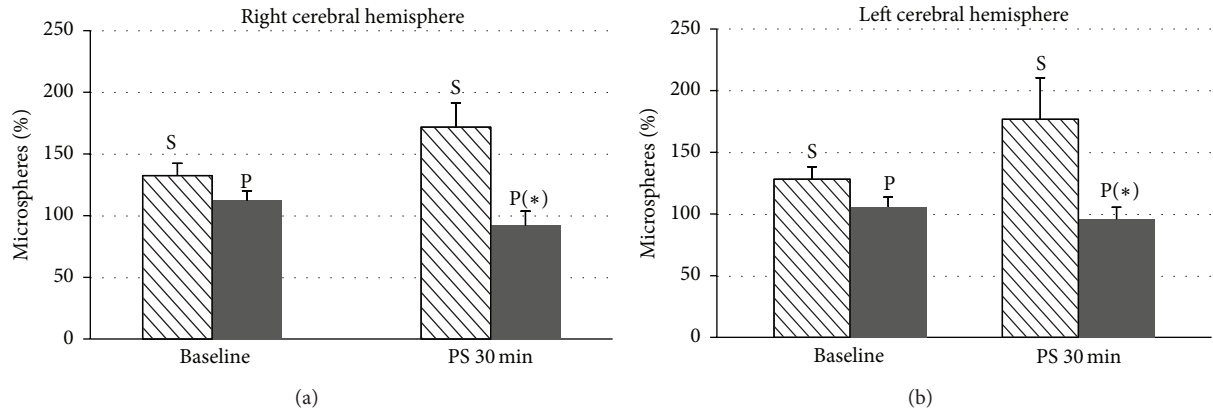 Right cerebral hemisphere
250
200
150
100
50
0
Microspheres (%)
S
P
S
P(∗)
Baseline
PS 30 min
(a)
Left cerebral hemisphere
250
200
150
100
50
0
Microspheres (%)
S
P
S
P(∗)
Baseline
PS 30 min
(b)